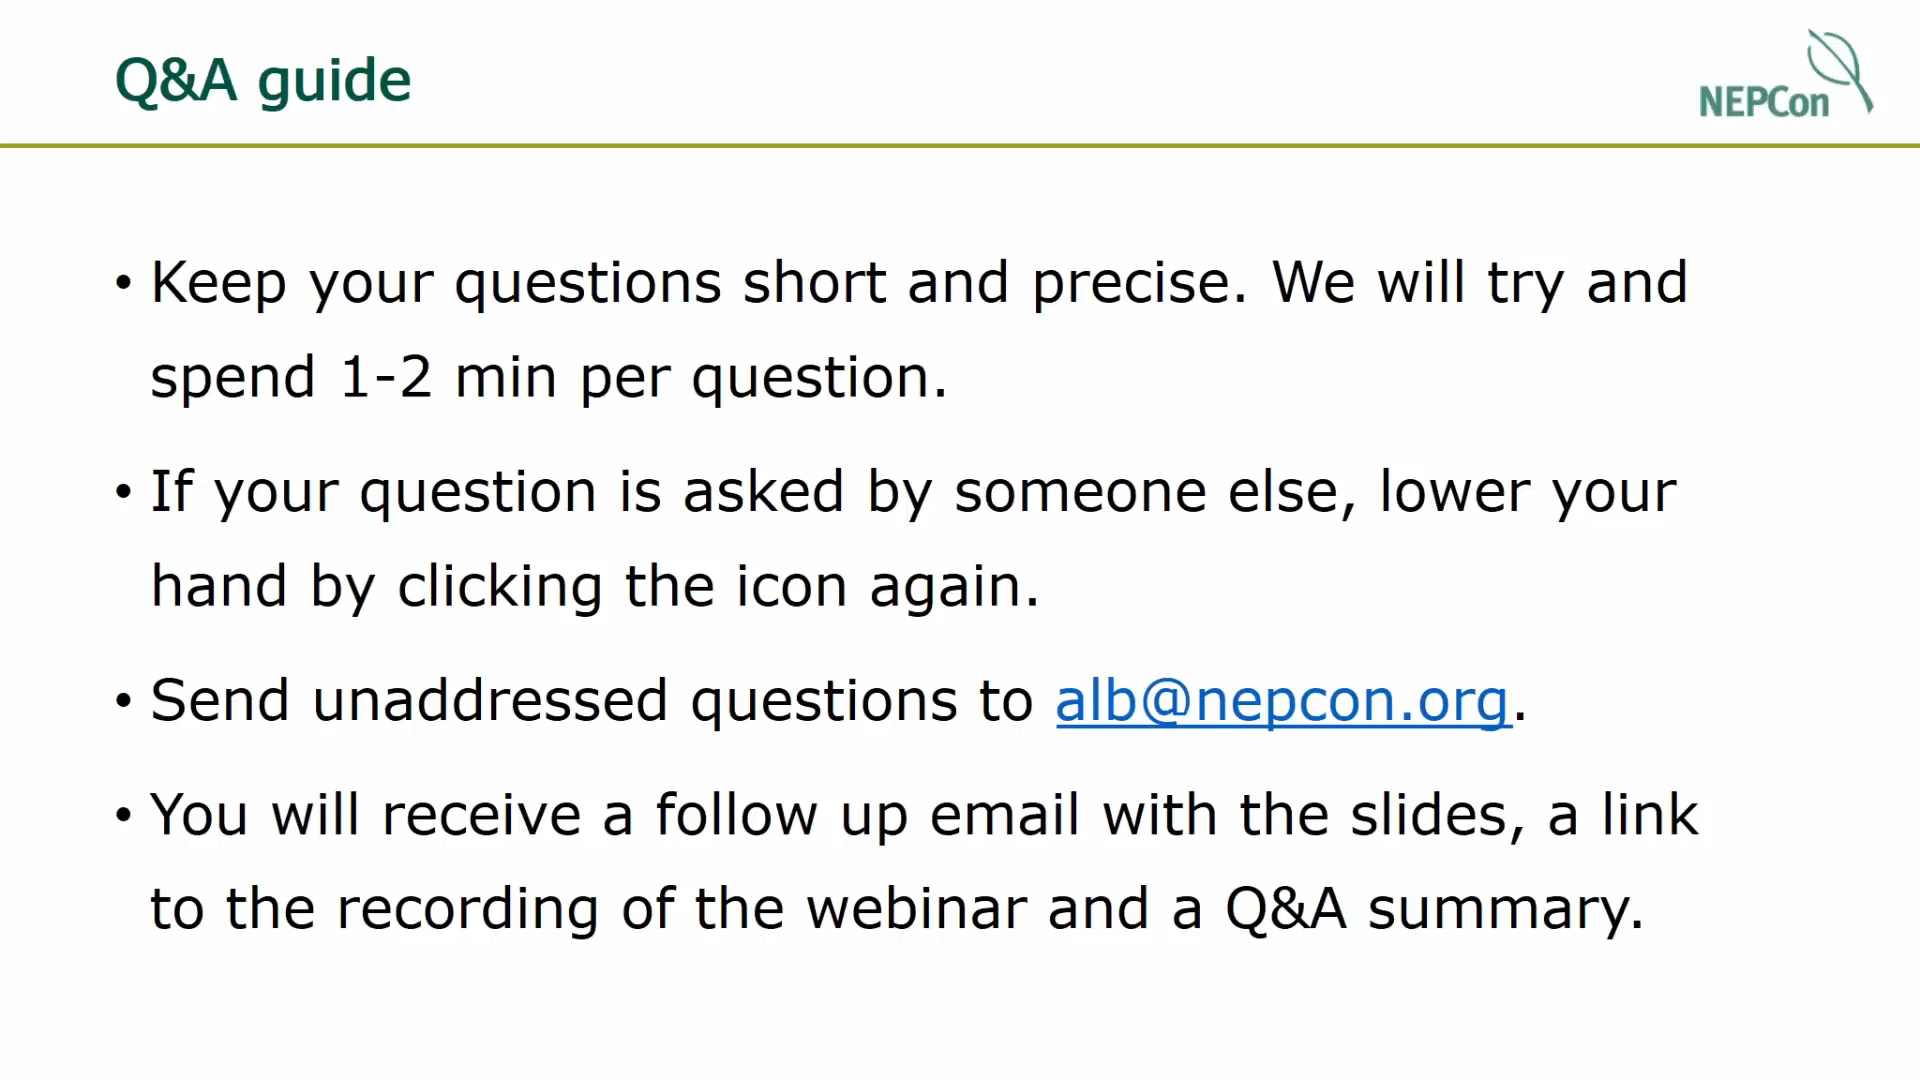 Q&A guide
NEPCon
• Keep your questions short and precise. We will try and
spend 1-2 min per question.
• If your question is asked by someone else, lower your
hand by clicking the icon again.
• Send unaddressed questions to alb@nepcon.org.
• You will receive a follow up email with the slides, a link
to the recording of the webinar and a Q&A summary.